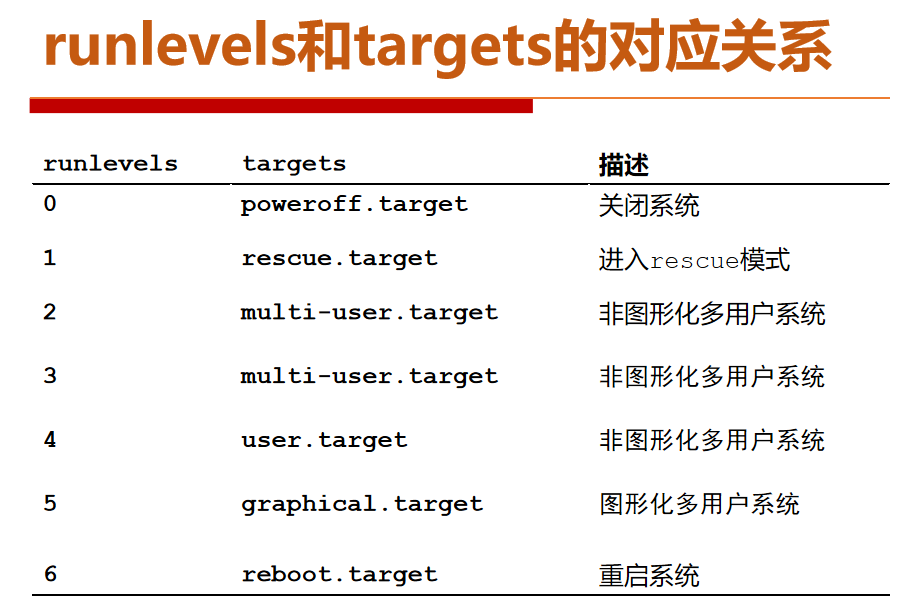 runlevels和targets的对应关系
runlevels targets 描述
0 poweroff.target 关闭系统
1 rescue.target 进入rescue模式
2 multi-user.target 非图形化多用户系统
3 multi-user.target 非图形化多用户系统
4 user.target 非图形化多用户系统
5 graphical.target 图形化多用户系统
6 reboot.target 重启系统